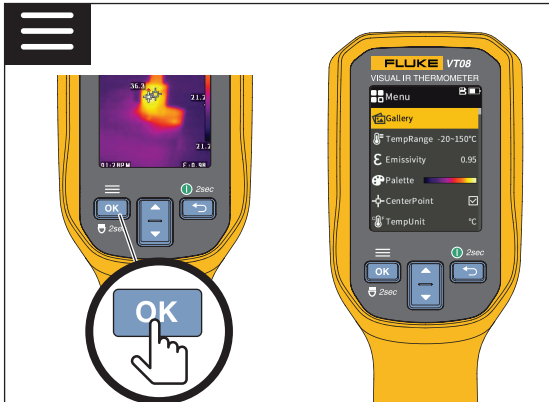 36.3
21.2
21.2
01:28PM E:0.98
OK
2sec
2sec
OK
FLUKE VT08
VISUAL IR THERMOMETER
Menu
Gallery
TempRange -20~150°C
Emissivity 0.95
Palette
CenterPoint
TempUnit °C
2sec
OK
2sec